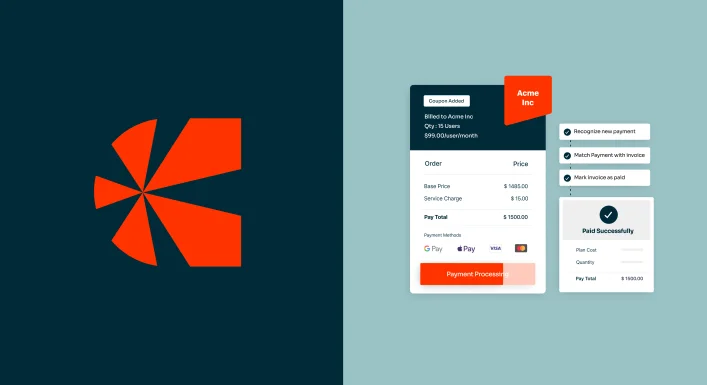 Acme
Inc
Coupon Added
Billed to Acme Inc
Qty : 15 Users
$99.00/user/month
Order Price
Base Price $ 1485.00
Service Charge $ 15.00
Pay Total $ 1500.00
Payment Methods
G Pay Pay VISA
Payment Processing
Recognize new payment
Match Payment with invoice
Mark invoice as paid
Paid Successfully
Plan Cost
Quantity
Pay Total $ 1500.00